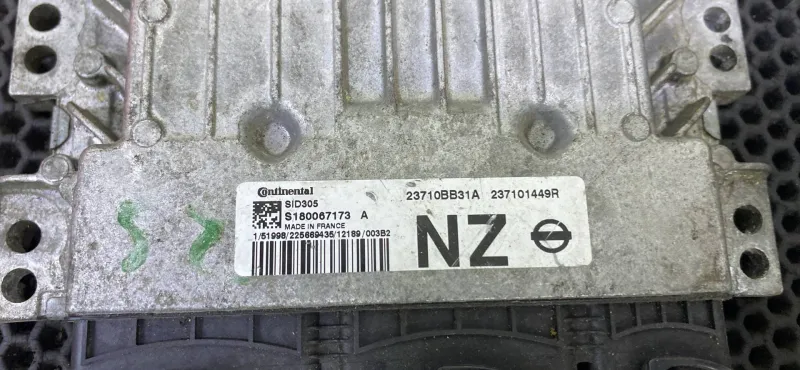 Continental
SID305
S180067173 A
MADE IN FRANCE
1/51998/225669435/12189/003B2
23710BB31A 237101449R
NZ